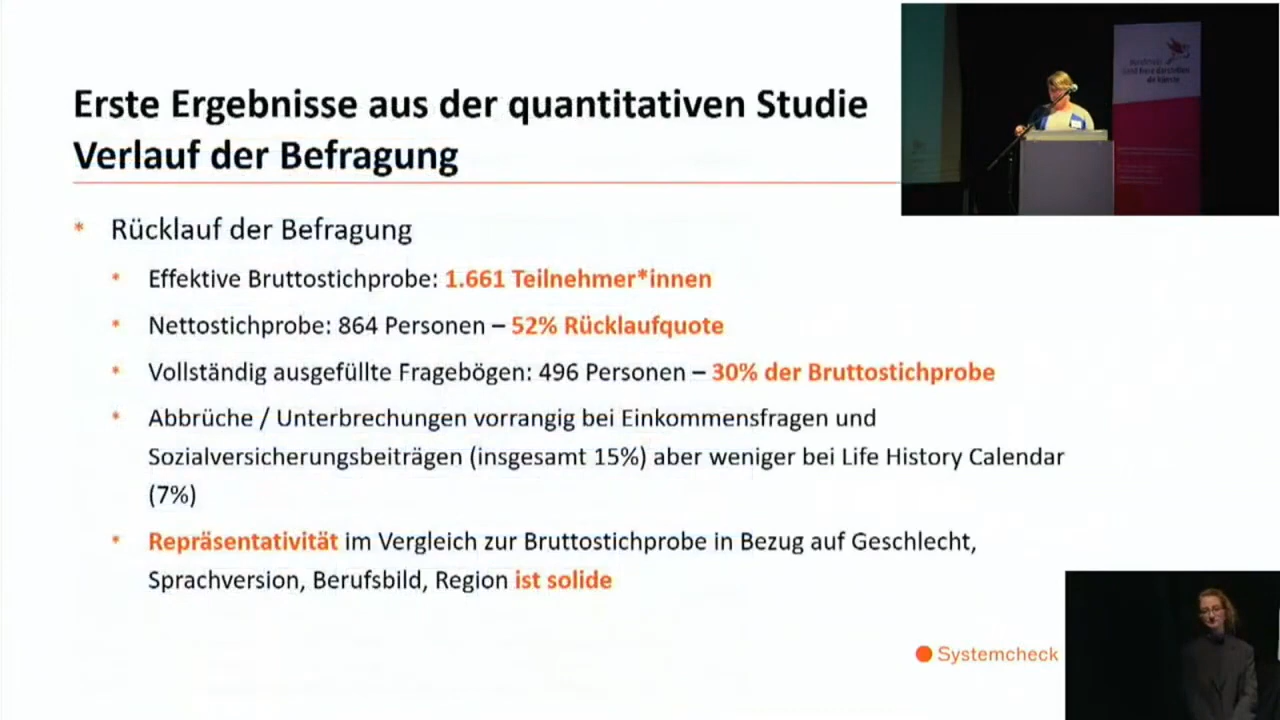 Erste Ergebnisse aus der quantitativen Studie
Verlauf der Befragung
* Rücklauf der Befragung
* Effektive Bruttostichprobe: 1.661 Teilnehmer*innen
* Nettostichprobe: 864 Personen – 52% Rücklaufquote
* Vollständig ausgefüllte Fragebögen: 496 Personen – 30% der Bruttostichprobe
* Abbrüche / Unterbrechungen vorrangig bei Einkommensfragen und
Sozialversicherungsbeiträgen (insgesamt 15%) aber weniger bei Life History Calendar
(7%)
* Repräsentativität im Vergleich zur Bruttostichprobe in Bezug auf Geschlecht,
Sprachversion, Berufsbild, Region ist solide
Systemcheck